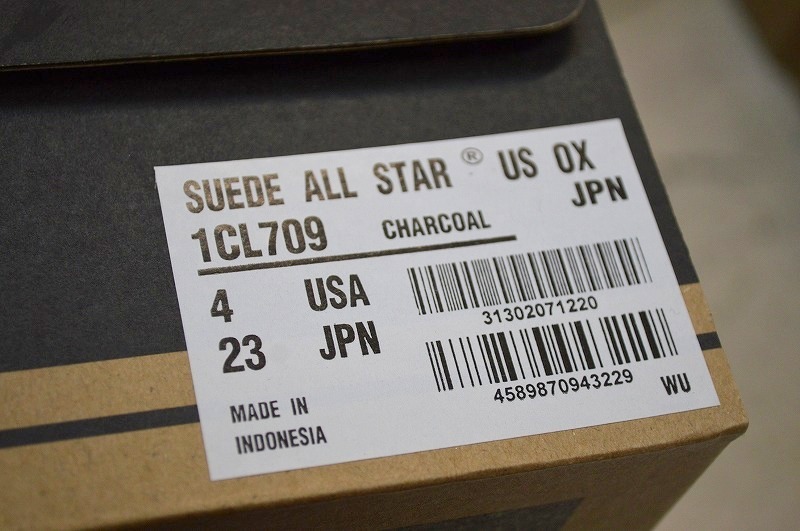 SUEDE ALL STAR ® US OX
JPN
1CL709 CHARCOAL
4 USA
23 JPN
31302071220
4589870943229
MADE IN
INDONESIA
WU